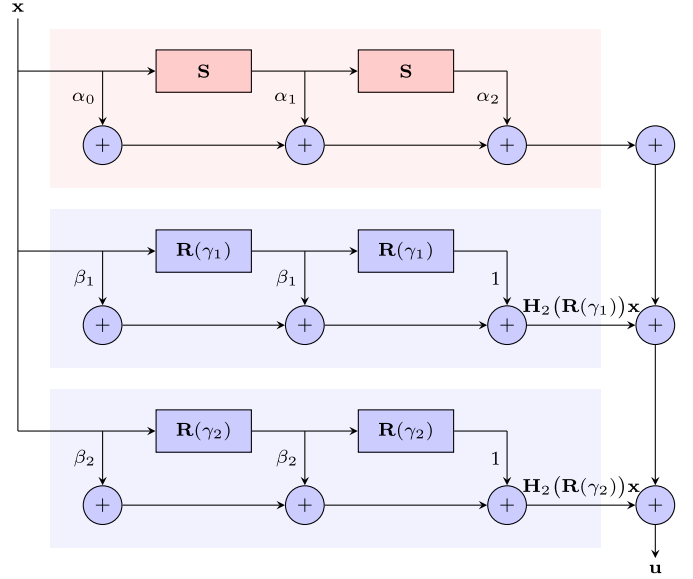 x
S S
α₀ α₁ α₂
+ + + +
R(γ₁) R(γ₁)
β₁ β₁ 1
H₂(R(γ₁))x
+ + + +
R(γ₂) R(γ₂)
β₂ β₂ 1
H₂(R(γ₂))x
+ + + +
u